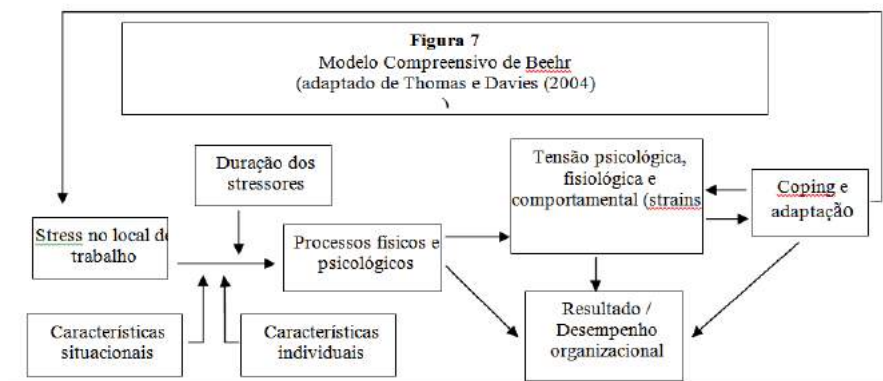 Figura 7
Modelo Compreensivo de Beehr
(adaptado de Thomas e Davies (2004)
)
Duração dos
stressores
Tensão psicológica,
fisiológica e
comportamental (strains
Coping e
adaptação
Stress no local de
trabalho
Processos físicos e
psicológicos
Características
situacionais
Características
individuais
Resultado /
Desempenho
organizacional